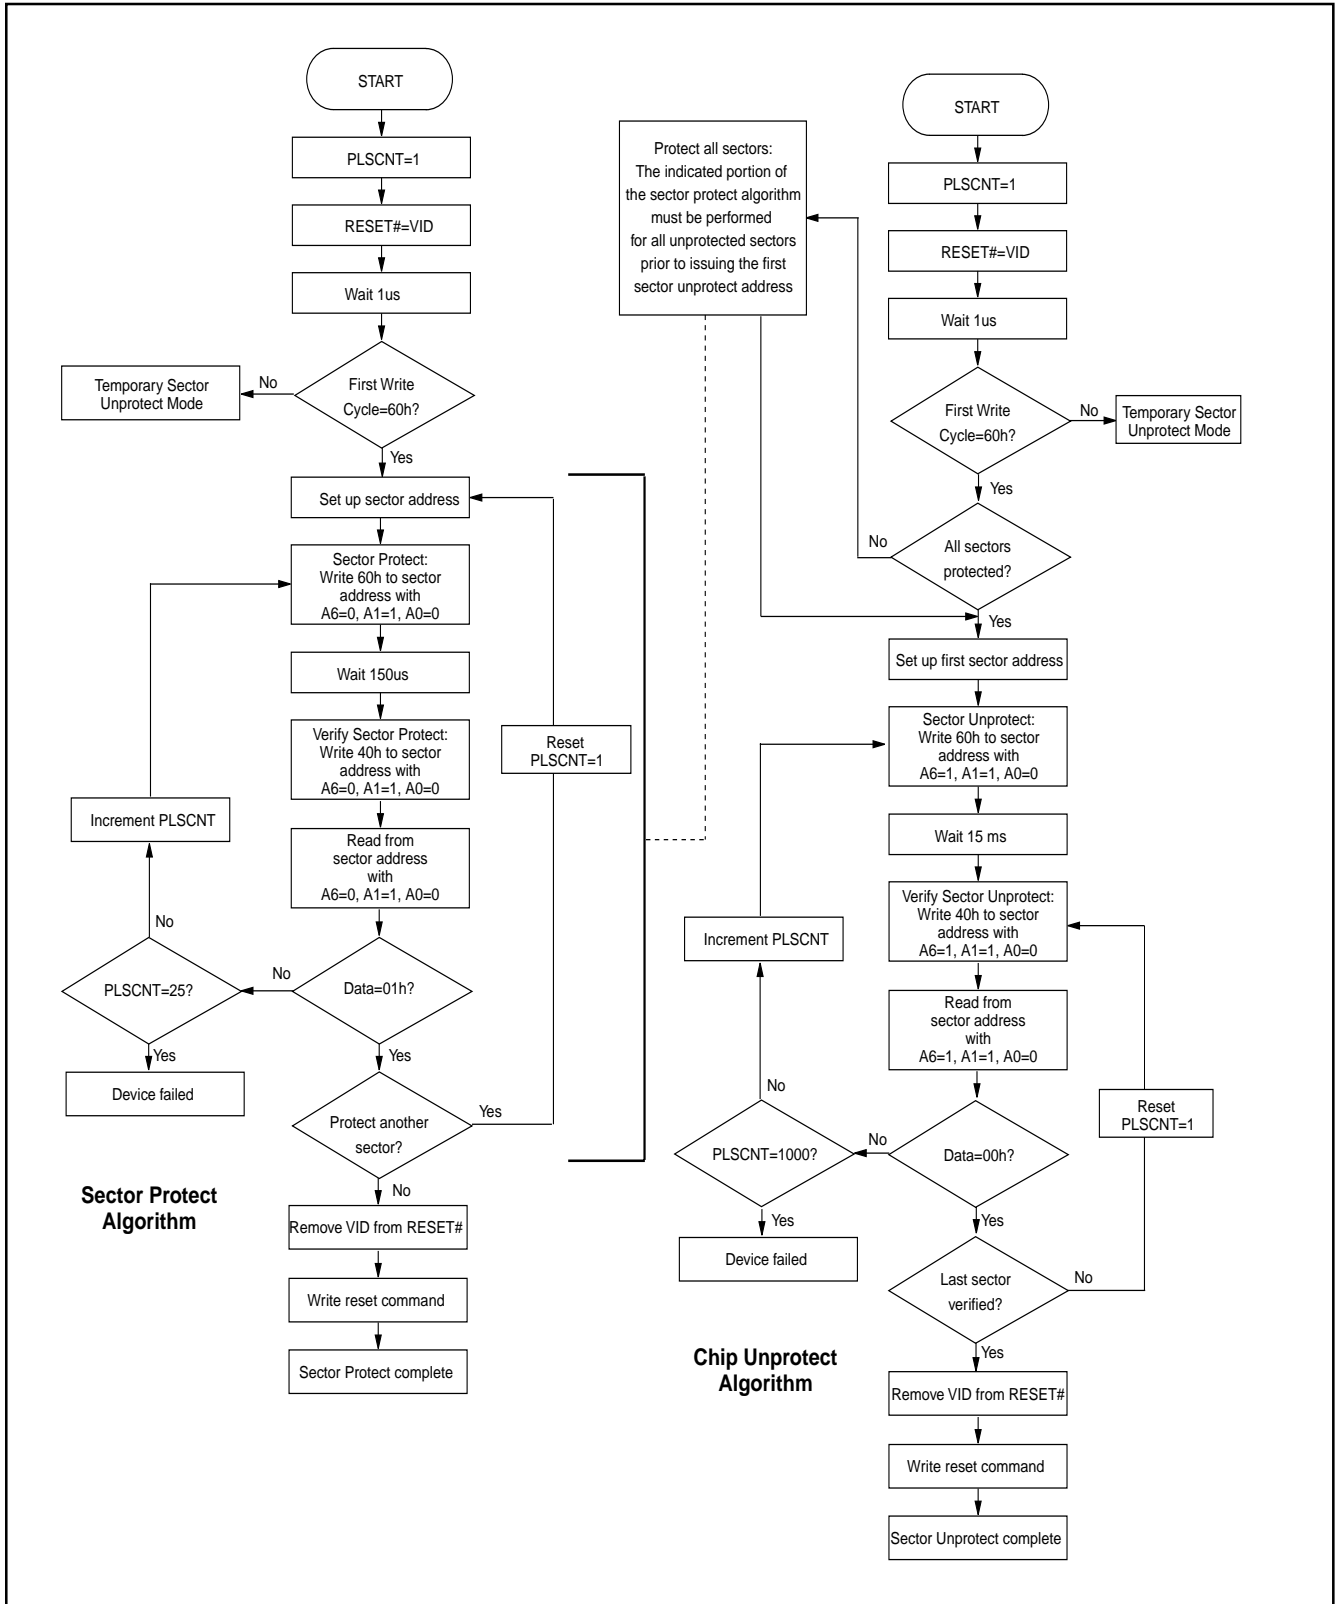 START
PLSCNT=1
RESET#=VID
Wait 1us
First Write
Cycle=60h?
No
Temporary Sector
Unprotect Mode
Yes
Set up sector address
Sector Protect:
Write 60h to sector
address with
A6=0, A1=1, A0=0
Wait 150us
Verify Sector Protect:
Write 40h to sector
address with
A6=0, A1=1, A0=0
Reset
PLSCNT=1
Increment PLSCNT
Read from
sector address
with
A6=0, A1=1, A0=0
No
No
PLSCNT=25?
Data=01h?
Yes
Yes
Device failed
Protect another
sector?
Yes
No
Sector Protect
Algorithm
Remove VID from RESET#
Write reset command
Sector Protect complete
Protect all sectors:
The indicated portion of
the sector protect algorithm
must be performed
for all unprotected sectors
prior to issuing the first
sector unprotect address
START
PLSCNT=1
RESET#=VID
Wait 1us
First Write
Cycle=60h?
No
Temporary Sector
Unprotect Mode
Yes
No
All sectors
protected?
Yes
Set up first sector address
Sector Unprotect:
Write 60h to sector
address with
A6=1, A1=1, A0=0
Wait 15 ms
Verify Sector Unprotect:
Write 40h to sector
address with
A6=1, A1=1, A0=0
Increment PLSCNT
Read from
sector address
with
A6=1, A1=1, A0=0
No
Reset
PLSCNT=1
No
PLSCNT=1000?
Data=00h?
Yes
Yes
Device failed
Last sector
verified?
No
Yes
Chip Unprotect
Algorithm
Remove VID from RESET#
Write reset command
Sector Unprotect complete